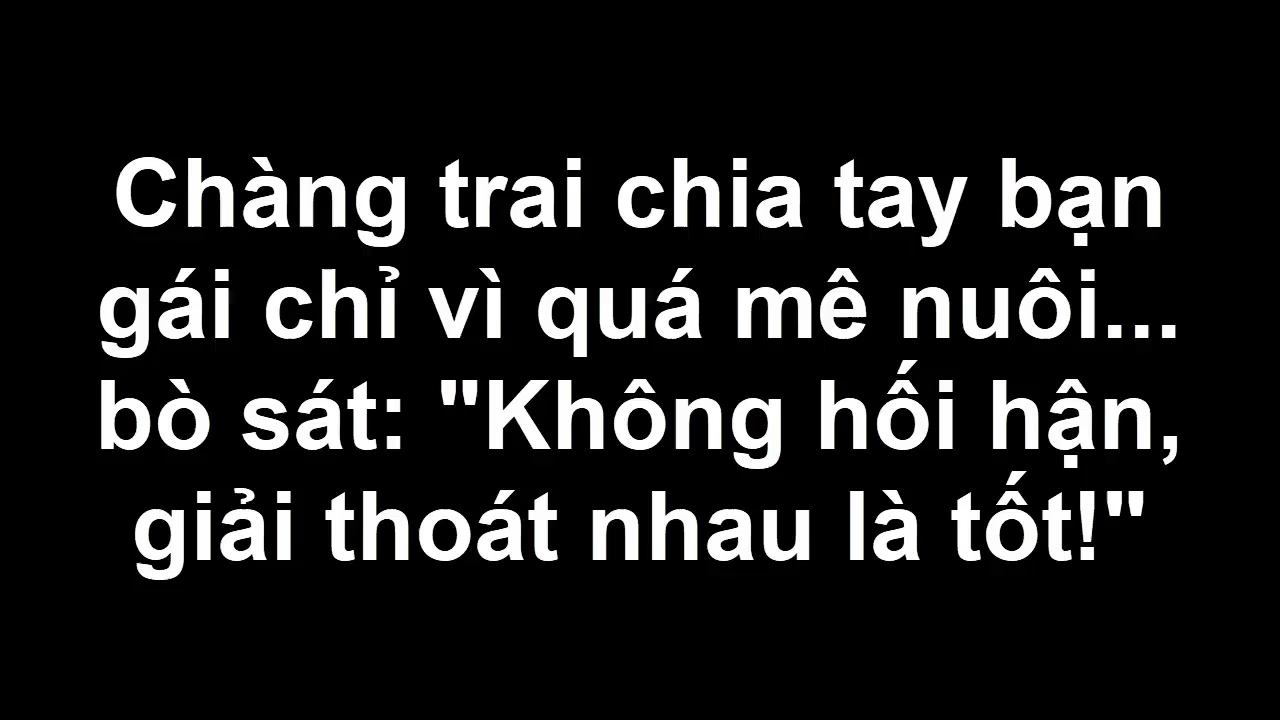 Chàng trai chia tay bạn
gái chỉ vì quá mê nuôi...
bò sát: "Không hối hận,
giải thoát nhau là tốt!"